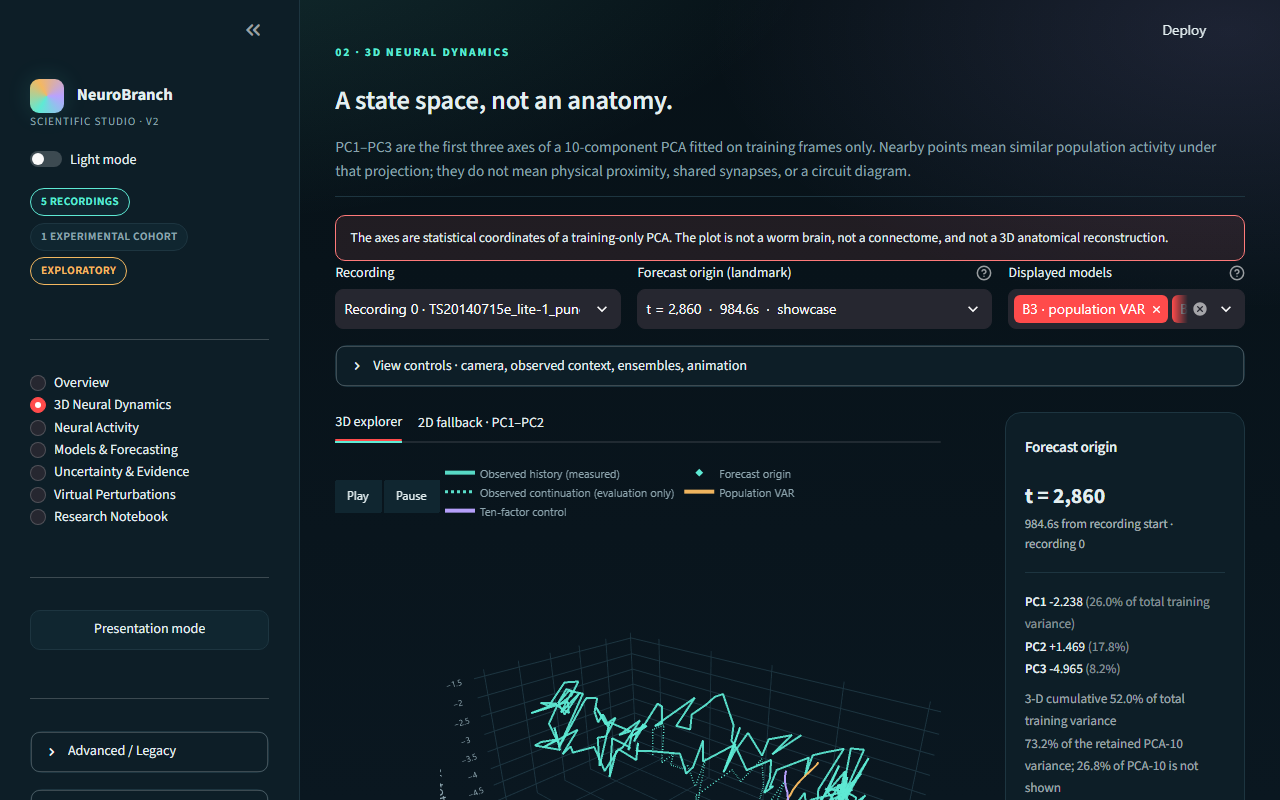 Deploy
NeuroBranch
SCIENTIFIC STUDIO · V2
Light mode
5 RECORDINGS
1 EXPERIMENTAL COHORT
EXPLORATORY
Overview
3D Neural Dynamics
Neural Activity
Models & Forecasting
Uncertainty & Evidence
Virtual Perturbations
Research Notebook
Presentation mode
Advanced / Legacy
02 · 3D NEURAL DYNAMICS
A state space, not an anatomy.
PC1–PC3 are the first three axes of a 10-component PCA fitted on training frames only. Nearby points mean similar population activity under
that projection; they do not mean physical proximity, shared synapses, or a circuit diagram.
The axes are statistical coordinates of a training-only PCA. The plot is not a worm brain, not a connectome, and not a 3D anatomical reconstruction.
Recording
Forecast origin (landmark)
Displayed models
Recording 0 · TS20140715e_lite-1_pun
t = 2,860 · 984.6s · showcase
B3 · population VAR
View controls · camera, observed context, ensembles, animation
3D explorer
2D fallback · PC1–PC2
Play
Pause
Observed history (measured)
Forecast origin
Observed continuation (evaluation only)
Population VAR
Ten-factor control
−1.5
−2
−2.5
−3
−3.5
−4
−4.5
Forecast origin
t = 2,860
984.6s from recording start ·
recording 0
PC1 -2.238 (26.0% of total training
variance)
PC2 +1.469 (17.8%)
PC3 -4.965 (8.2%)
3-D cumulative 52.0% of total
training variance
73.2% of the retained PCA-10
variance; 26.8% of PCA-10 is not
shown